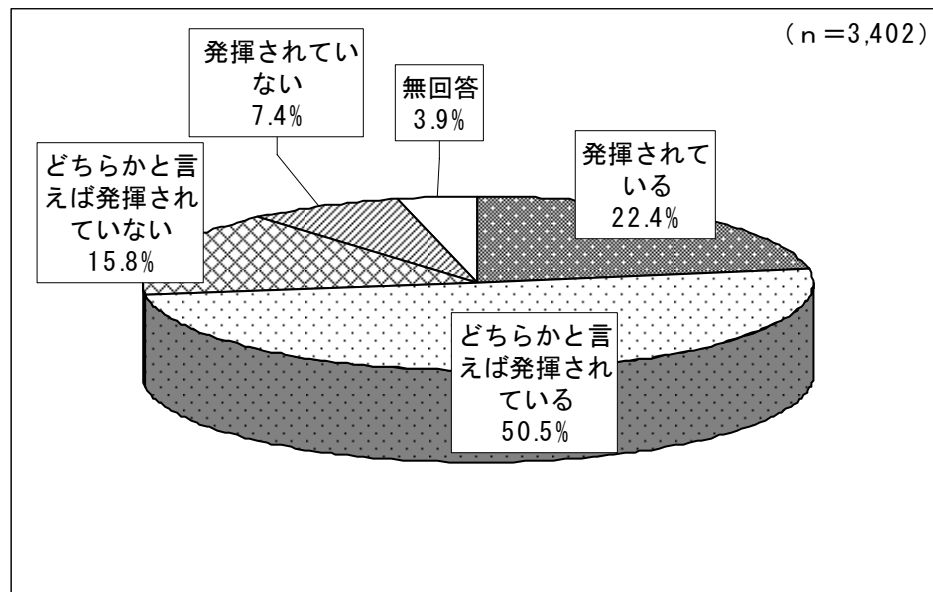 （ｎ＝3,402）
発揮されてい
ない
7.4%
無回答
3.9%
発揮されて
いる
22.4%
どちらかと言
えば発揮され
ていない
15.8%
どちらかと言
えば発揮され
ている
50.5%